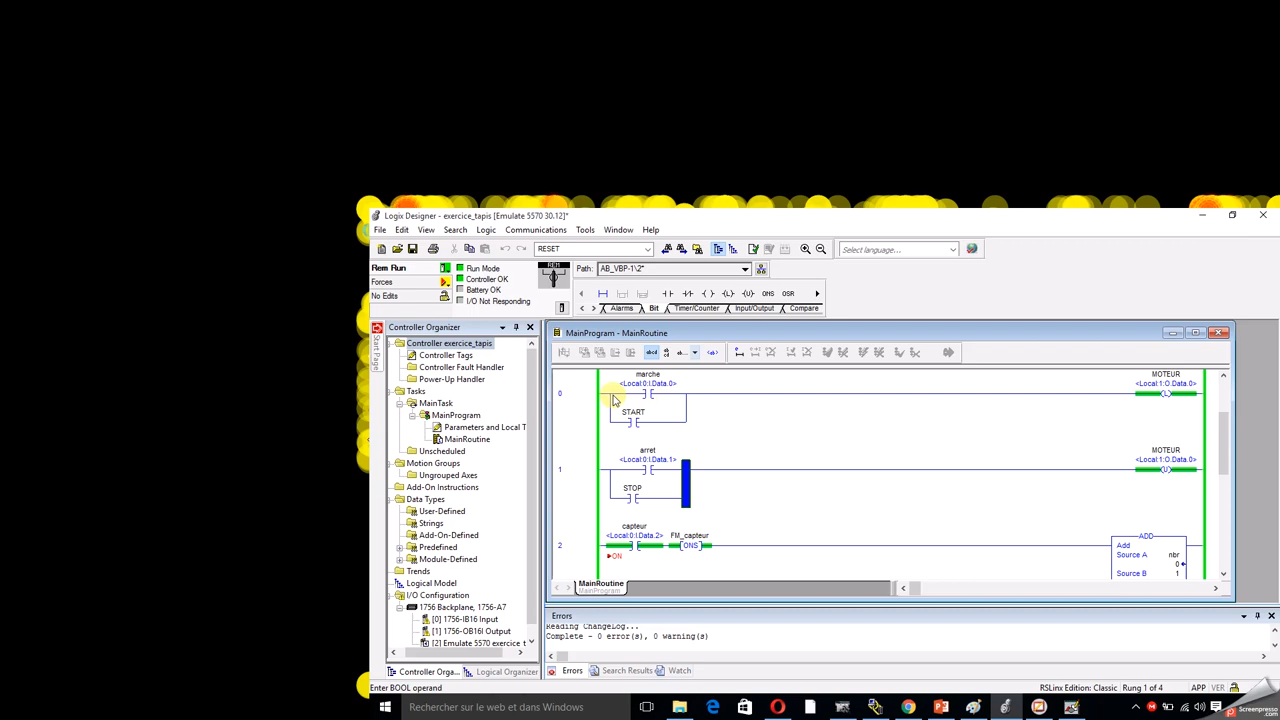 Logix Designer - exercice_tapis [Emulate 5570 30.12]*
File Edit View Search Logic Communications Tools Window Help
RESET
Select language...
Rem Run
Run Mode
Path: AB_VBP-1\2*
Forces
Controller OK
No Edits
Battery OK
I/O Not Responding
REM
ONS OSR
Alarms Bit Timer/Counter Input/Output Compare
Start Page
Controller Organizer
Controller exercice_tapis
Controller Tags
Controller Fault Handler
Power-Up Handler
Tasks
MainTask
MainProgram
Parameters and Local T
MainRoutine
Unscheduled
Motion Groups
Ungrouped Axes
Add-On Instructions
Data Types
User-Defined
Strings
Add-On-Defined
Predefined
Module-Defined
Trends
Logical Model
I/O Configuration
1756 Backplane, 1756-A7
[0] 1756-IB16 Input
[1] 1756-OB16I Output
[2] Emulate 5570 exercice t
Controller Orga...
Logical Organizer
MainProgram - MainRoutine
marche
<Local:0:I.Data.0>
MOTEUR
<Local:1:O.Data.0>
0
L
START
arret
<Local:0:I.Data.1>
MOTEUR
<Local:1:O.Data.0>
1
U
STOP
capteur
<Local:0:I.Data.2>
FM_capteur
2
ONS
ON
ADD
Add
Source A nbr
0
Source B 1
MainRoutine
MainProgram
Errors
Reading ChangeLog...
Complete - 0 error(s), 0 warning(s)
Errors Search Results Watch
Enter BOOL operand
RSLinx Edition: Classic Rung 1 of 4 APP VER
Rechercher sur le web et dans Windows
Screenpresso